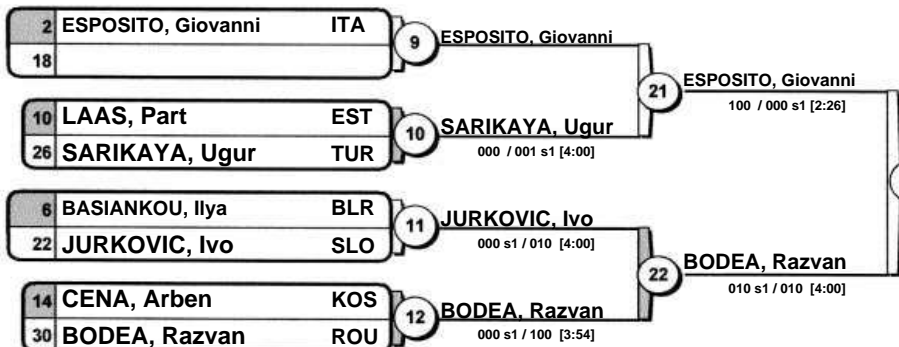 2 ESPOSITO, Giovanni ITA
18
9
ESPOSITO, Giovanni
10 LAAS, Part EST
26 SARIKAYA, Ugur TUR
10
SARIKAYA, Ugur
000 / 001 s1 [4:00]
21
ESPOSITO, Giovanni
100 / 000 s1 [2:26]
6 BASIANKOU, Ilya BLR
22 JURKOVIC, Ivo SLO
11
JURKOVIC, Ivo
000 s1 / 010 [4:00]
14 CENA, Arben KOS
30 BODEA, Razvan ROU
12
BODEA, Razvan
000 s1 / 100 [3:54]
22
BODEA, Razvan
010 s1 / 010 [4:00]